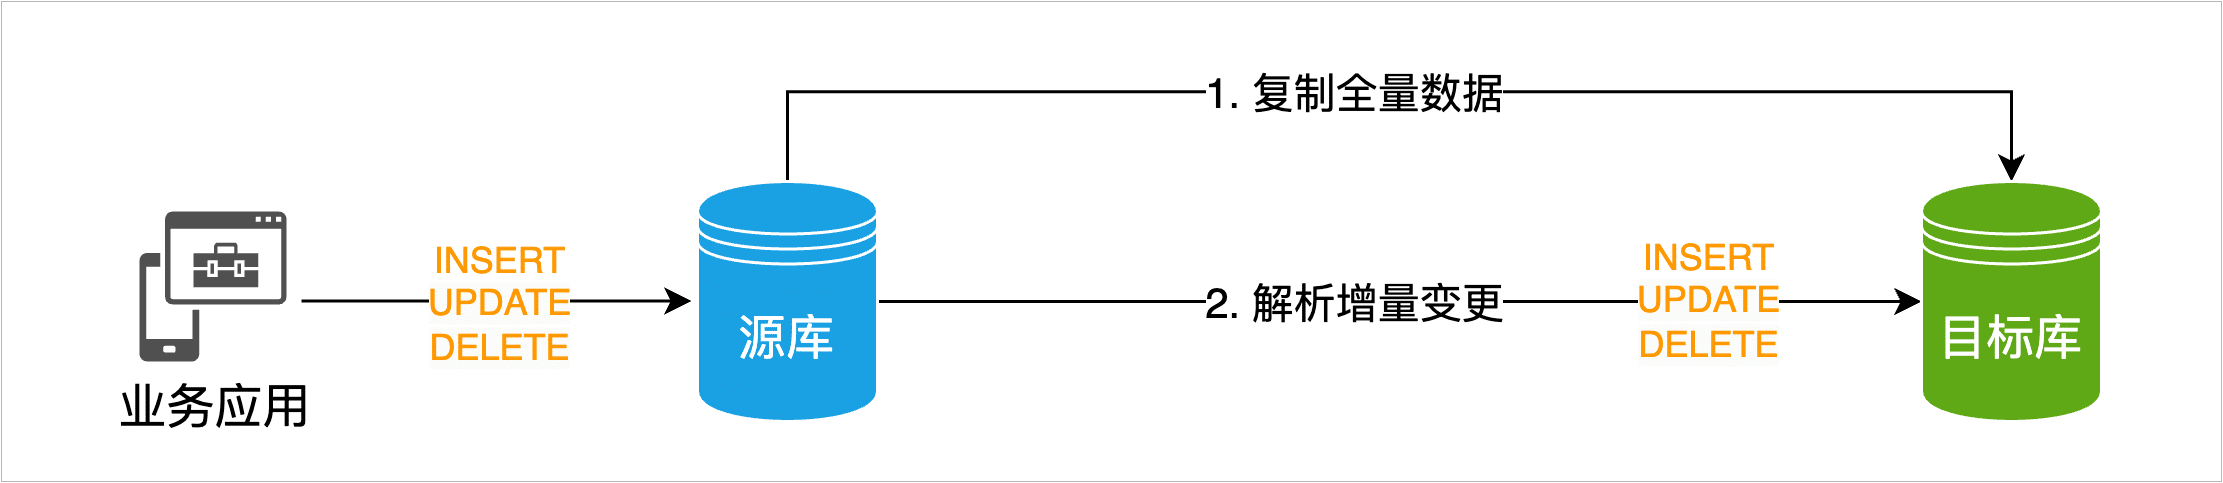 1. 复制全量数据
INSERT
UPDATE
DELETE
业务应用
源库
2. 解析增量变更
INSERT
UPDATE
DELETE
目标库